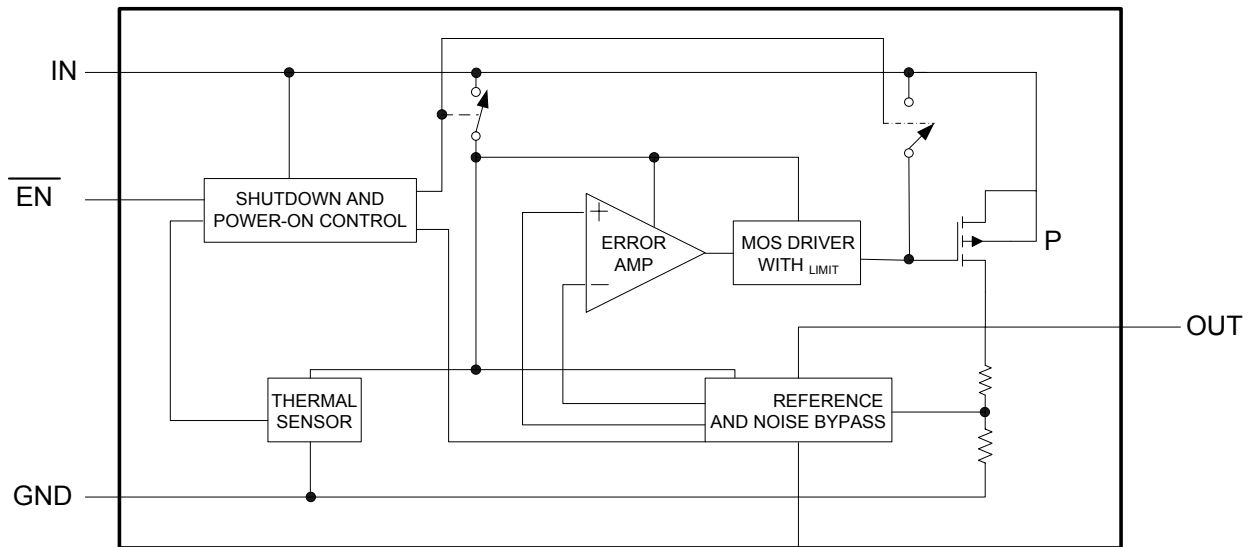 IN
EN
SHUTDOWN AND
POWER-ON CONTROL
+
−
ERROR
AMP
MOS DRIVER
WITH LIMIT
P
OUT
THERMAL
SENSOR
REFERENCE
AND NOISE BYPASS
GND